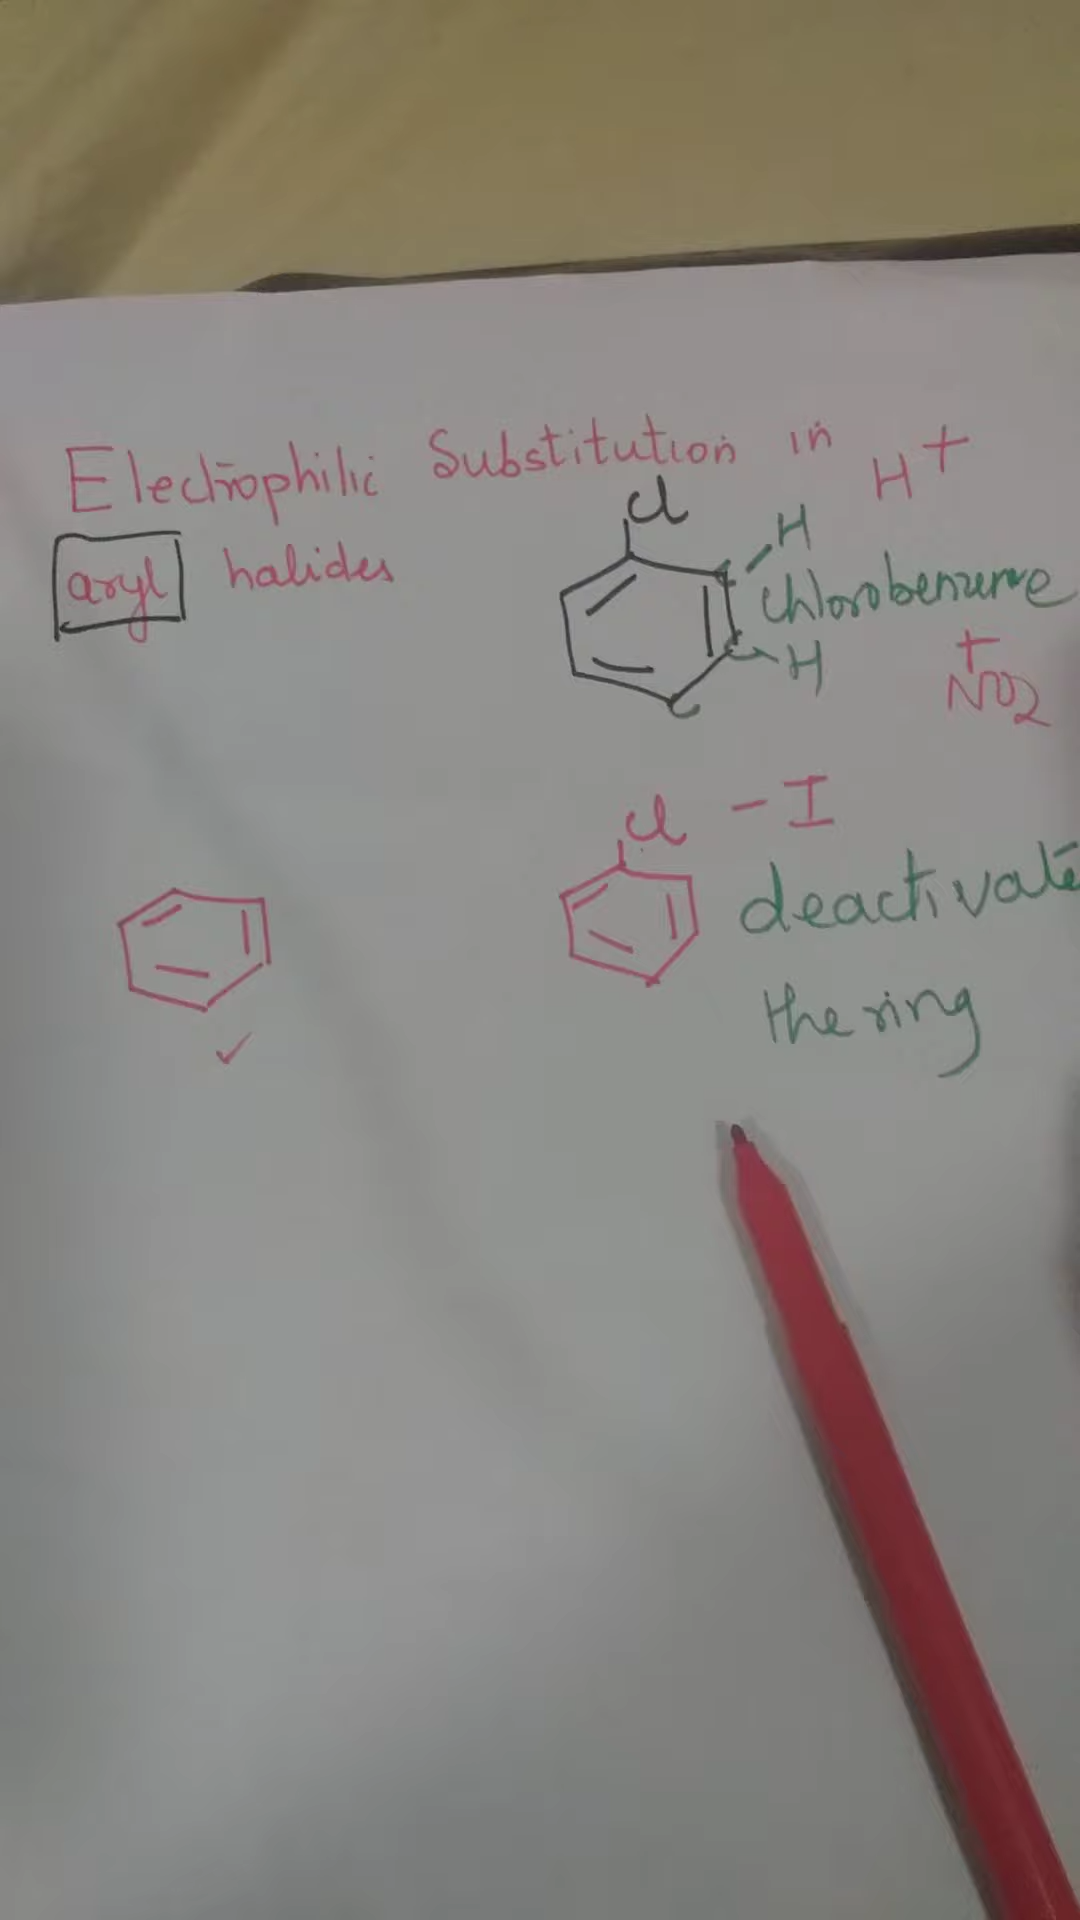 Electrophilic Substitution in
H+
aryl halides
Cl
H
chlorobenzene
H
C
+
NO2
Cl - I
deactivate
the ring